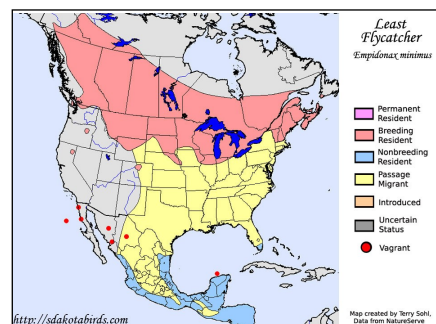 Least
Flycatcher
Empidonax minimus
Permanent
Resident
Breeding
Resident
Nonbreeding
Resident
Passage
Migrant
Introduced
Uncertain
Status
Vagrant
http://sdakotabirds.com
Map created by Terry Sohl,
Data from NatureServe